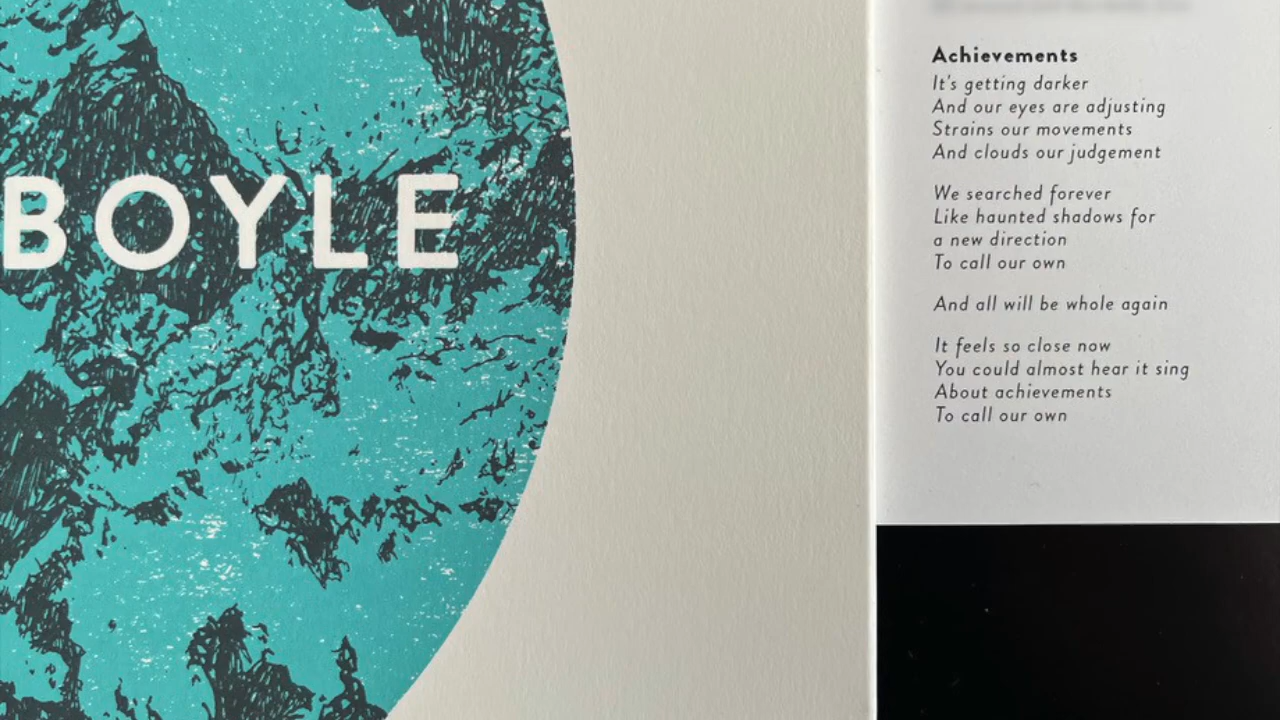 BOYLE
Achievements
It's getting darker
And our eyes are adjusting
Strains our movements
And clouds our judgement
We searched forever
Like haunted shadows for
a new direction
To call our own
And all will be whole again
It feels so close now
You could almost hear it sing
About achievements
To call our own